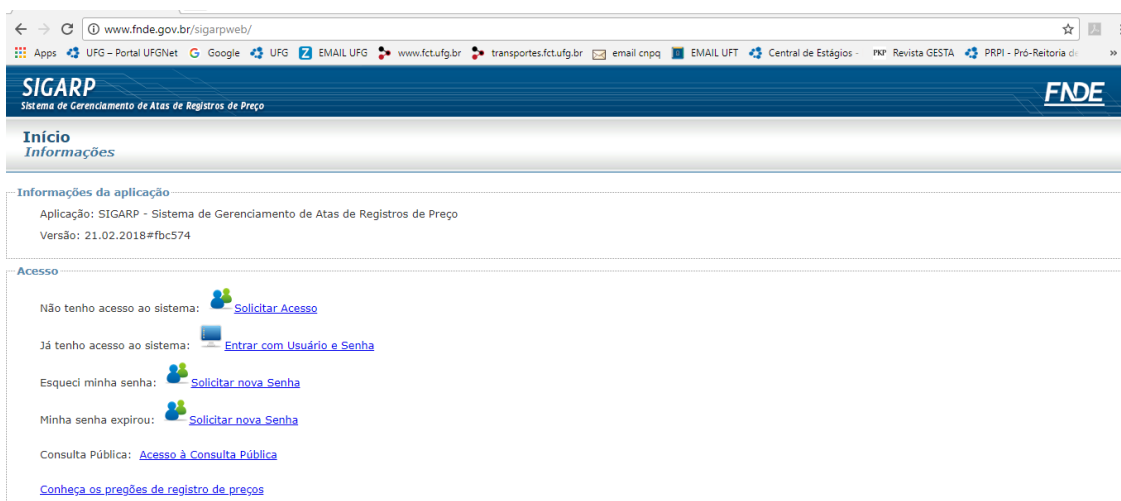 www.fnde.gov.br/sigarpweb/
Apps UFG – Portal UFGNet G Google UFG Z EMAIL UFG www.fct.ufg.br transportes.fct.ufg.br email cnpq EMAIL UFT Central de Estágios - PKP Revista GESTA PRPI - Pró-Reitoria de »
SIGARP
Sistema de Gerenciamento de Atas de Registros de Preço
FNDE
Início
Informações
Informações da aplicação
Aplicação: SIGARP - Sistema de Gerenciamento de Atas de Registros de Preço
Versão: 21.02.2018#fbc574
Acesso
Não tenho acesso ao sistema: Solicitar Acesso
Já tenho acesso ao sistema: Entrar com Usuário e Senha
Esqueci minha senha: Solicitar nova Senha
Minha senha expirou: Solicitar nova Senha
Consulta Pública: Acesso à Consulta Pública
Conheça os pregões de registro de preços